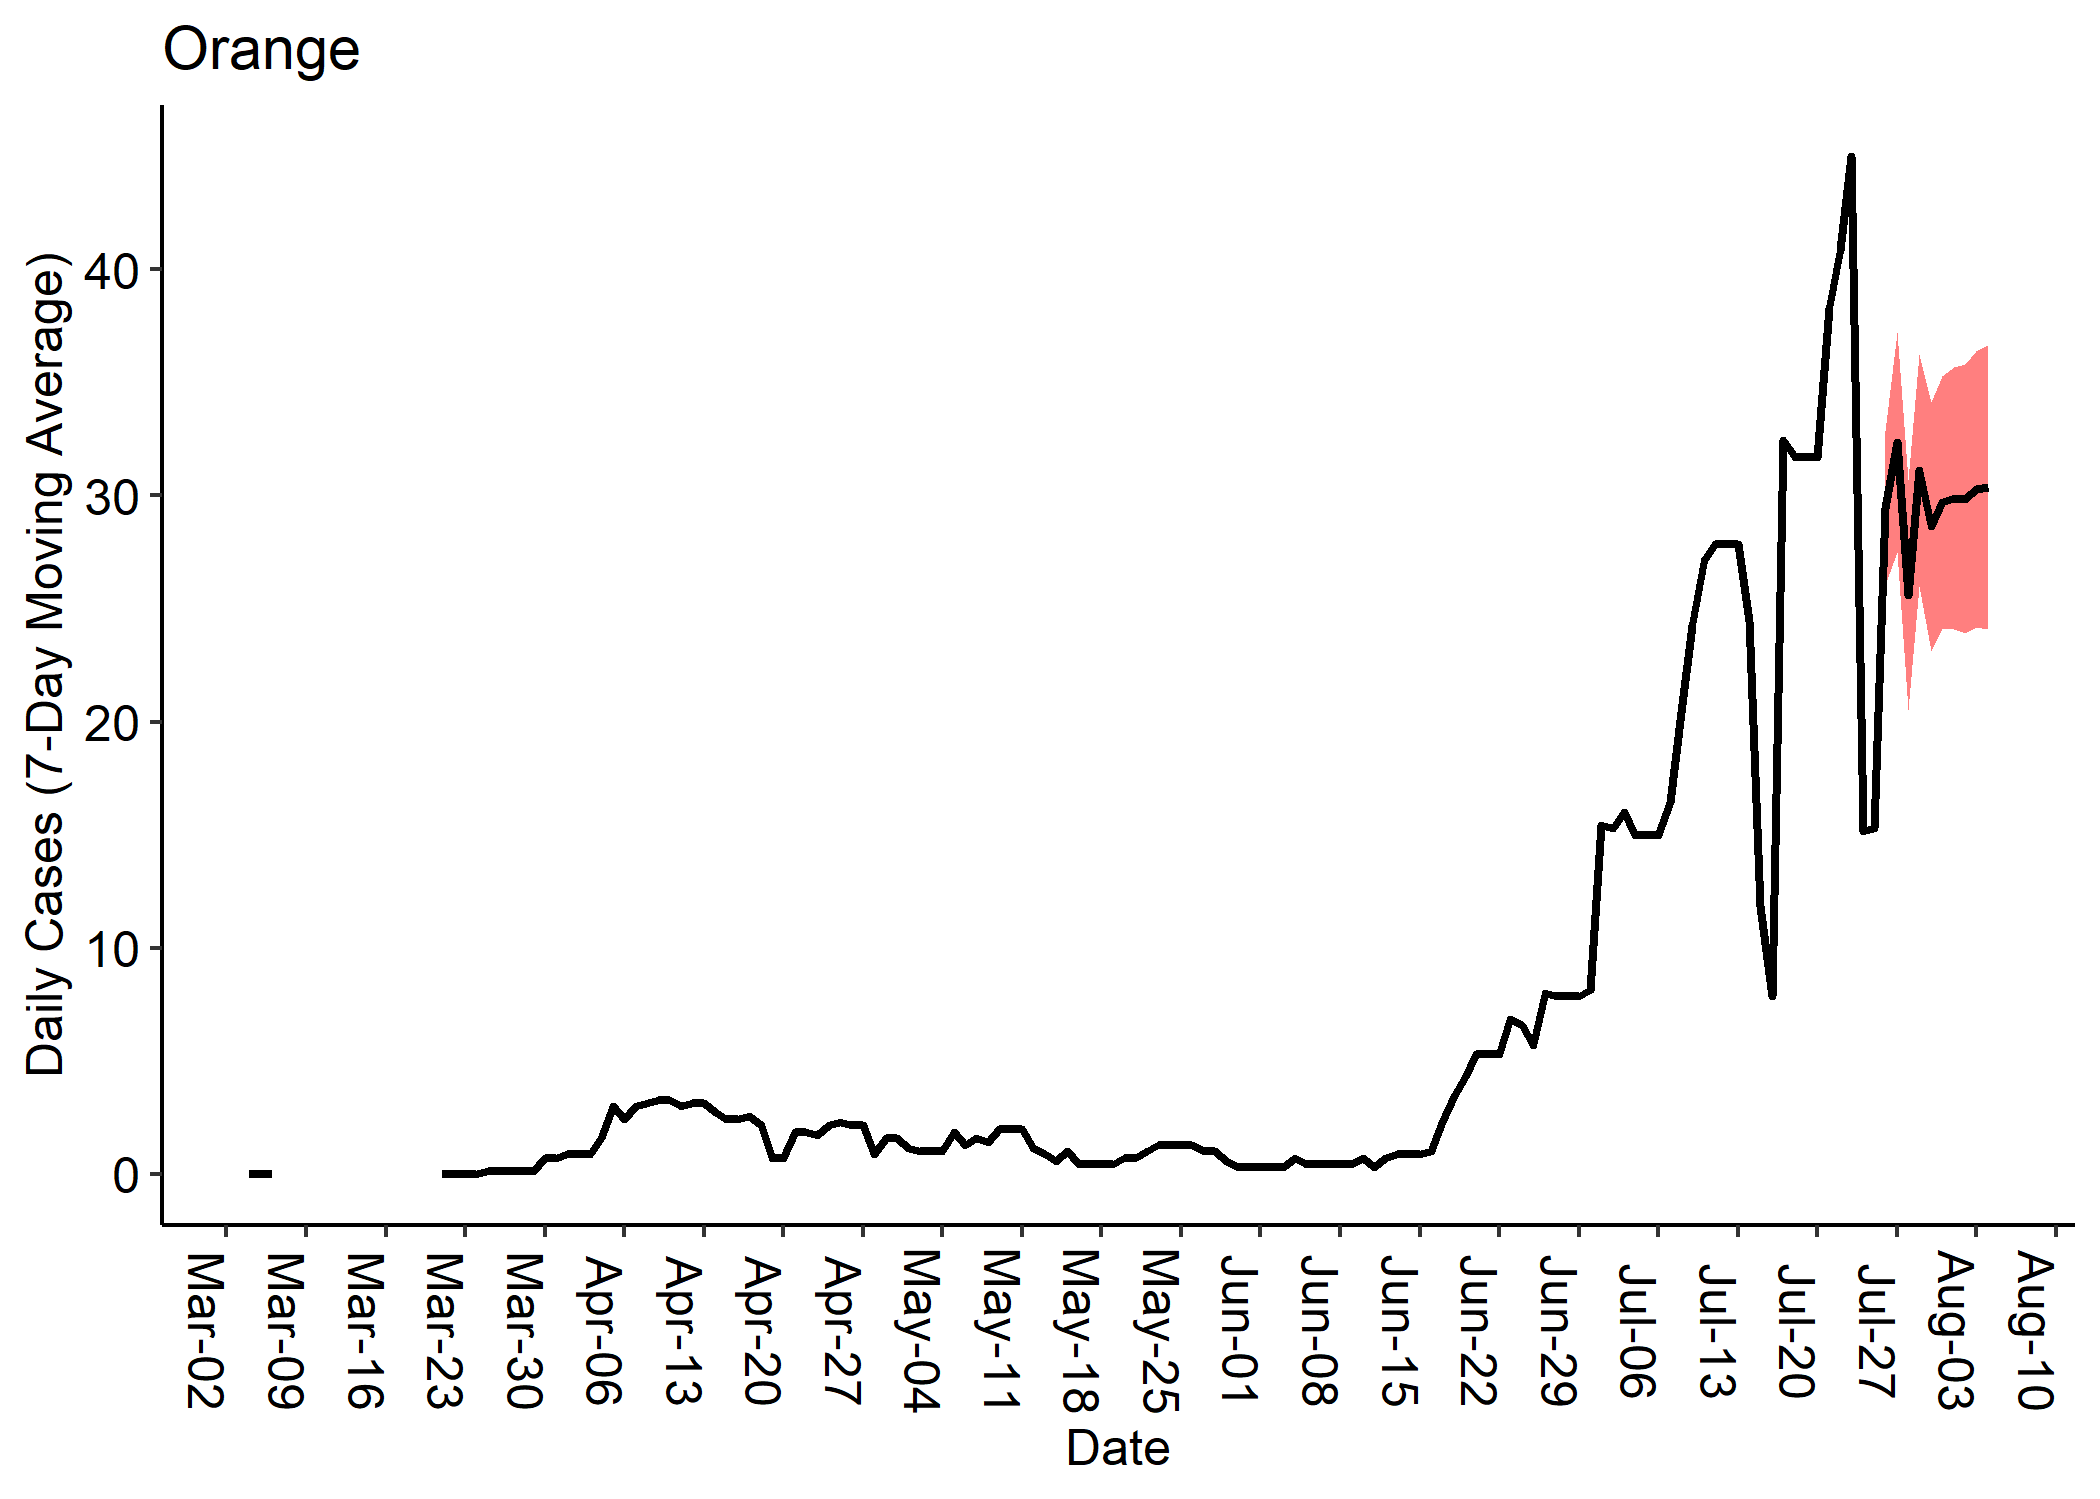 Orange
Daily Cases (7-Day Moving Average)
40
30
20
10
0
Mar-02
Mar-09
Mar-16
Mar-23
Mar-30
Apr-06
Apr-13
Apr-20
Apr-27
May-04
May-11
May-18
May-25
Jun-01
Jun-08
Jun-15
Jun-22
Jun-29
Jul-06
Jul-13
Jul-20
Jul-27
Aug-03
Aug-10
Date